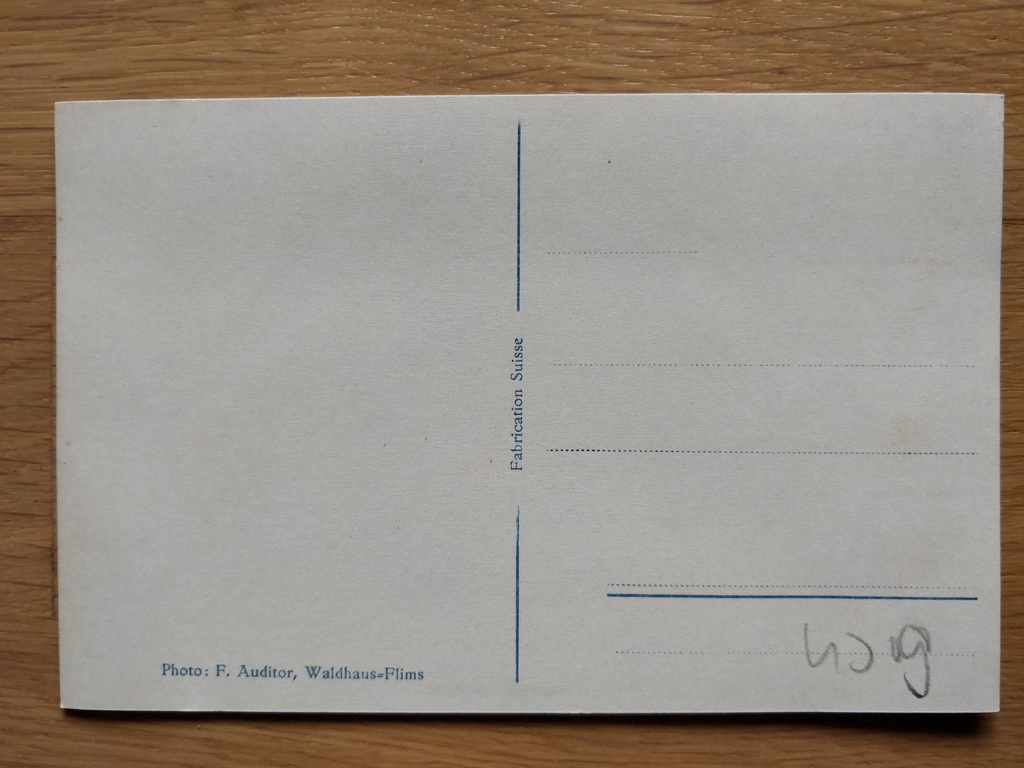 Fabrication Suisse
Photo: F. Auditor, Waldhaus-Flims